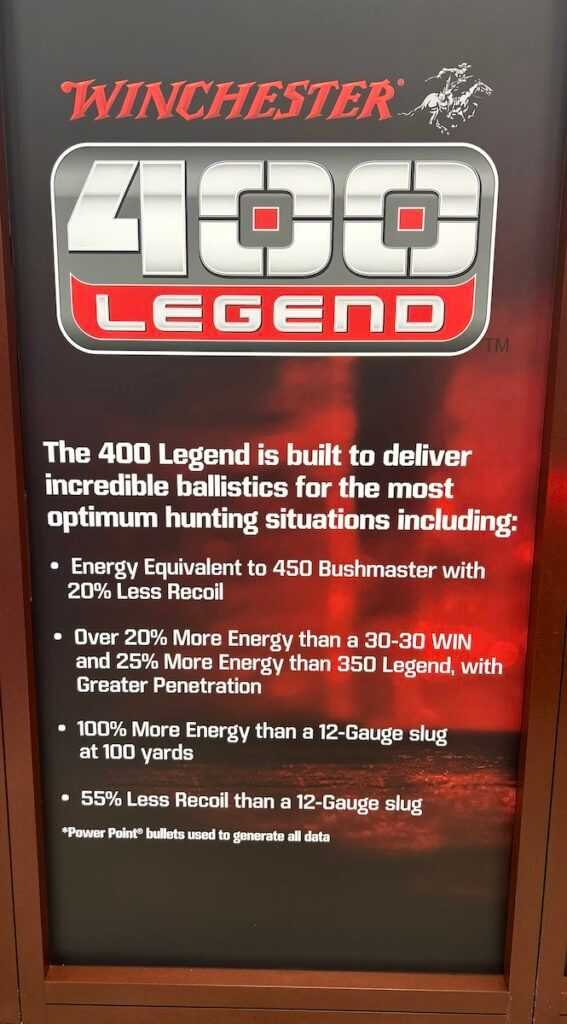 WINCHESTER®
400
LEGEND
TM
The 400 Legend is built to deliver
incredible ballistics for the most
optimum hunting situations including:
• Energy Equivalent to 450 Bushmaster with
20% Less Recoil
• Over 20% More Energy than a 30-30 WIN
and 25% More Energy than 350 Legend, with
Greater Penetration
• 100% More Energy than a 12-Gauge slug
at 100 yards
• 55% Less Recoil than a 12-Gauge slug
*Power Point® bullets used to generate all data